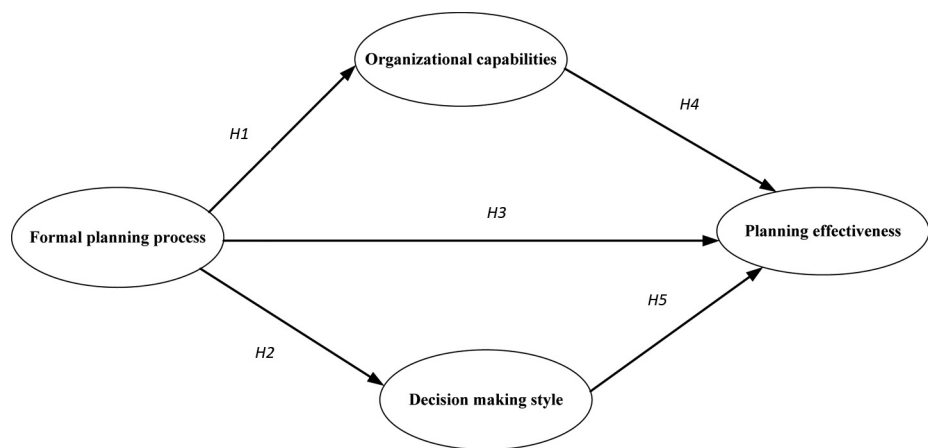 Organizational capabilities
H1
H4
Formal planning process
H3
Planning effectiveness
H2
H5
Decision making style